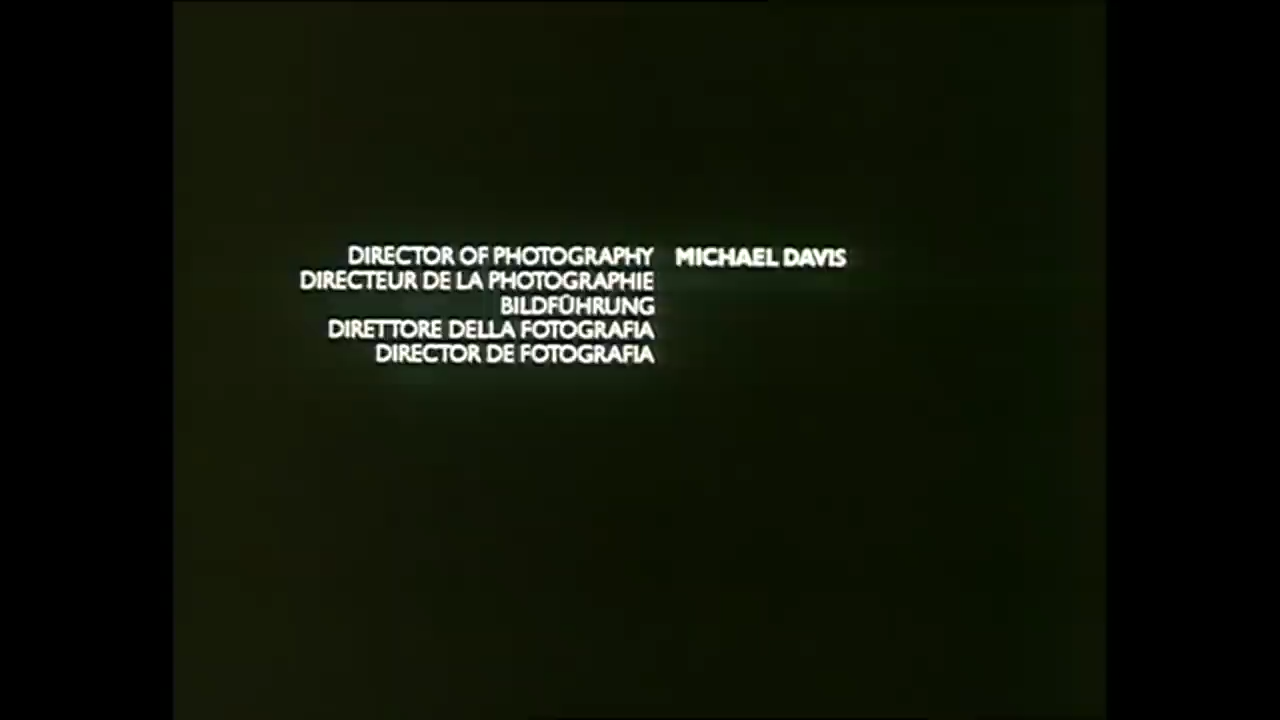 DIRECTOR OF PHOTOGRAPHY MICHAEL DAVIS
DIRECTEUR DE LA PHOTOGRAPHIE
BILDFÜHRUNG
DIRETTORE DELLA FOTOGRAFIA
DIRECTOR DE FOTOGRAFIA